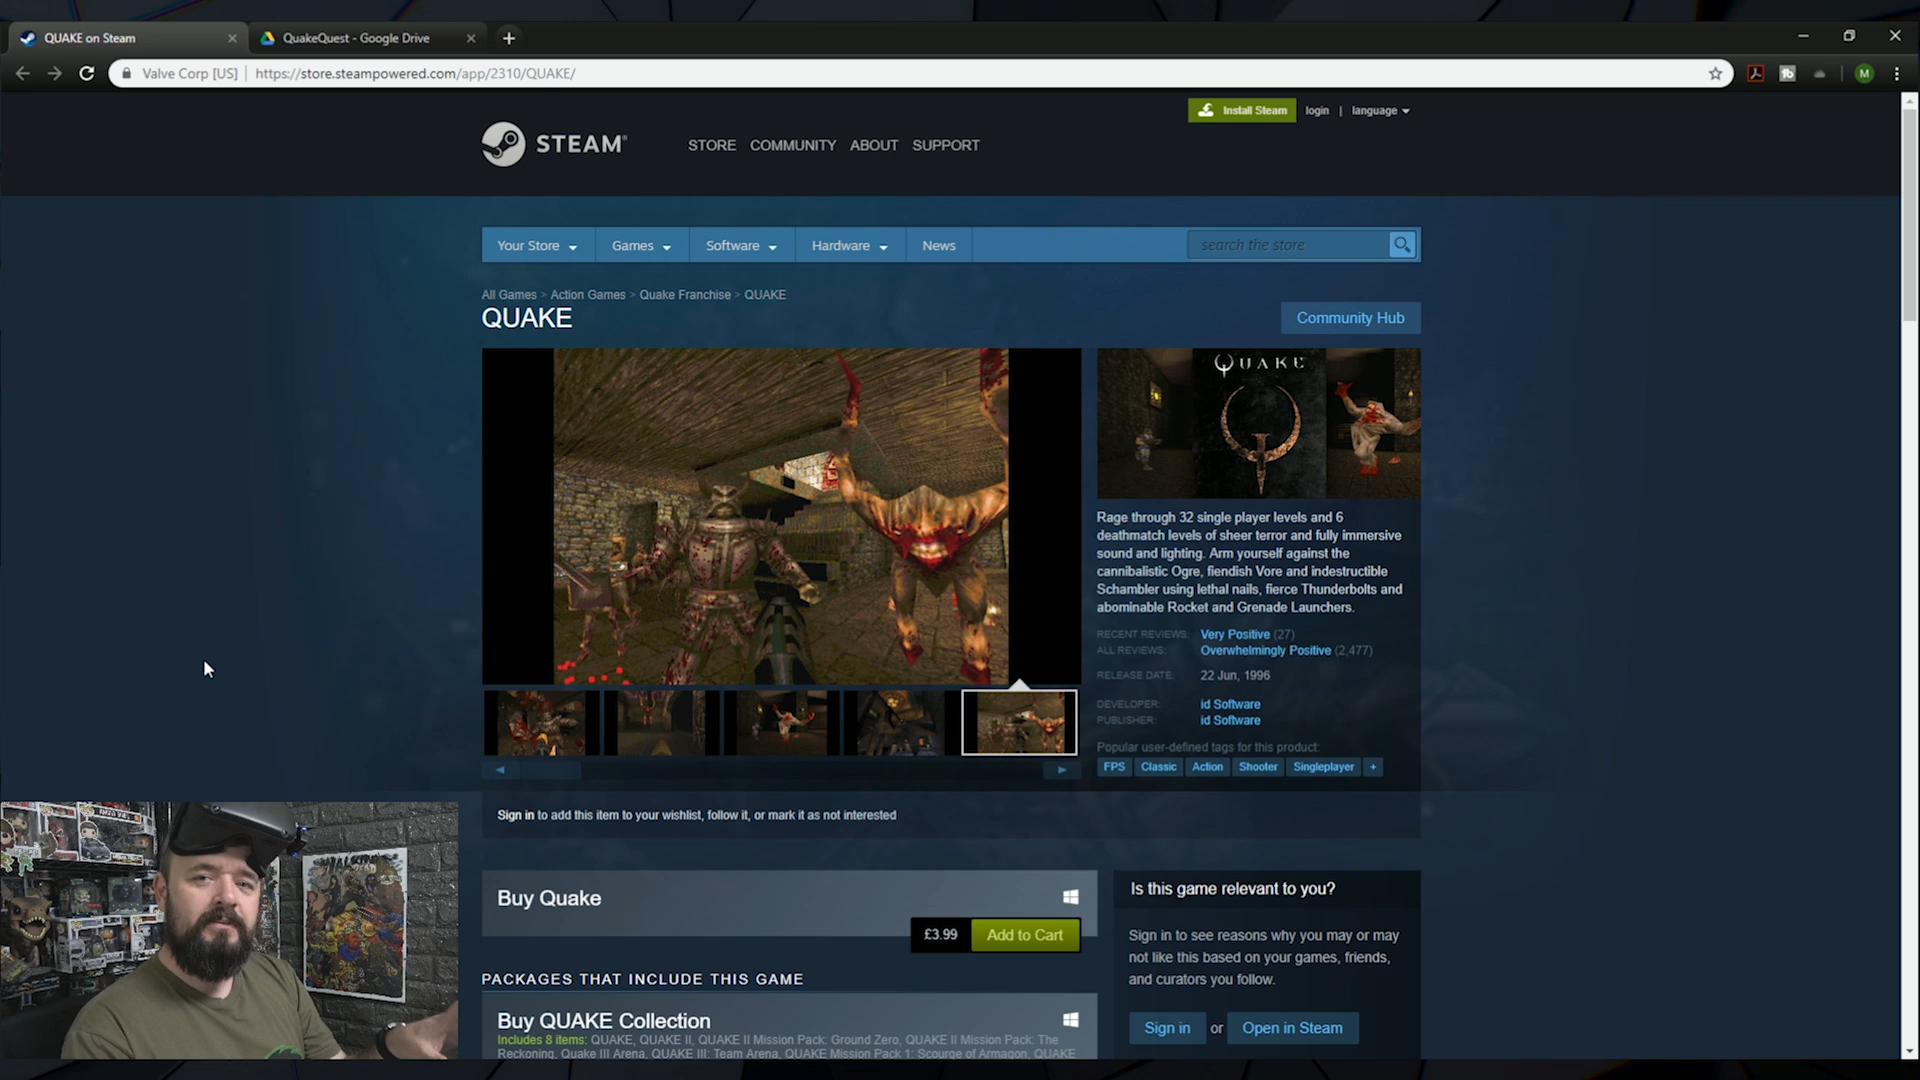 QUAKE on Steam
QuakeQuest - Google Drive
Valve Corp [US]
https://store.steampowered.com/app/2310/QUAKE/
M
Install Steam
login | language
STEAM
STORE COMMUNITY ABOUT SUPPORT
Your Store Games Software Hardware News
search the store
All Games > Action Games > Quake Franchise > QUAKE
QUAKE
Community Hub
QUAKE
Rage through 32 single player levels and 6
deathmatch levels of sheer terror and fully immersive
sound and lighting. Arm yourself against the
cannibalistic Ogre, fiendish Vore and indestructible
Schambler using lethal nails, fierce Thunderbolts and
abominable Rocket and Grenade Launchers.
RECENT REVIEWS: Very Positive (27)
ALL REVIEWS: Overwhelmingly Positive (2,477)
RELEASE DATE: 22 Jun, 1996
DEVELOPER: id Software
PUBLISHER: id Software
Popular user-defined tags for this product:
FPS Classic Action Shooter Singleplayer +
Sign in to add this item to your wishlist, follow it, or mark it as not interested
Buy Quake
£3.99 Add to Cart
PACKAGES THAT INCLUDE THIS GAME
Buy QUAKE Collection
Includes 8 items: QUAKE, QUAKE II, QUAKE II Mission Pack: Ground Zero, QUAKE II Mission Pack: The
Reckoning, Quake III Arena, QUAKE III: Team Arena, QUAKE Mission Pack 1: Scourge of Armagon, QUAKE
Is this game relevant to you?
Sign in to see reasons why you may or may
not like this based on your games, friends,
and curators you follow.
Sign in or Open in Steam